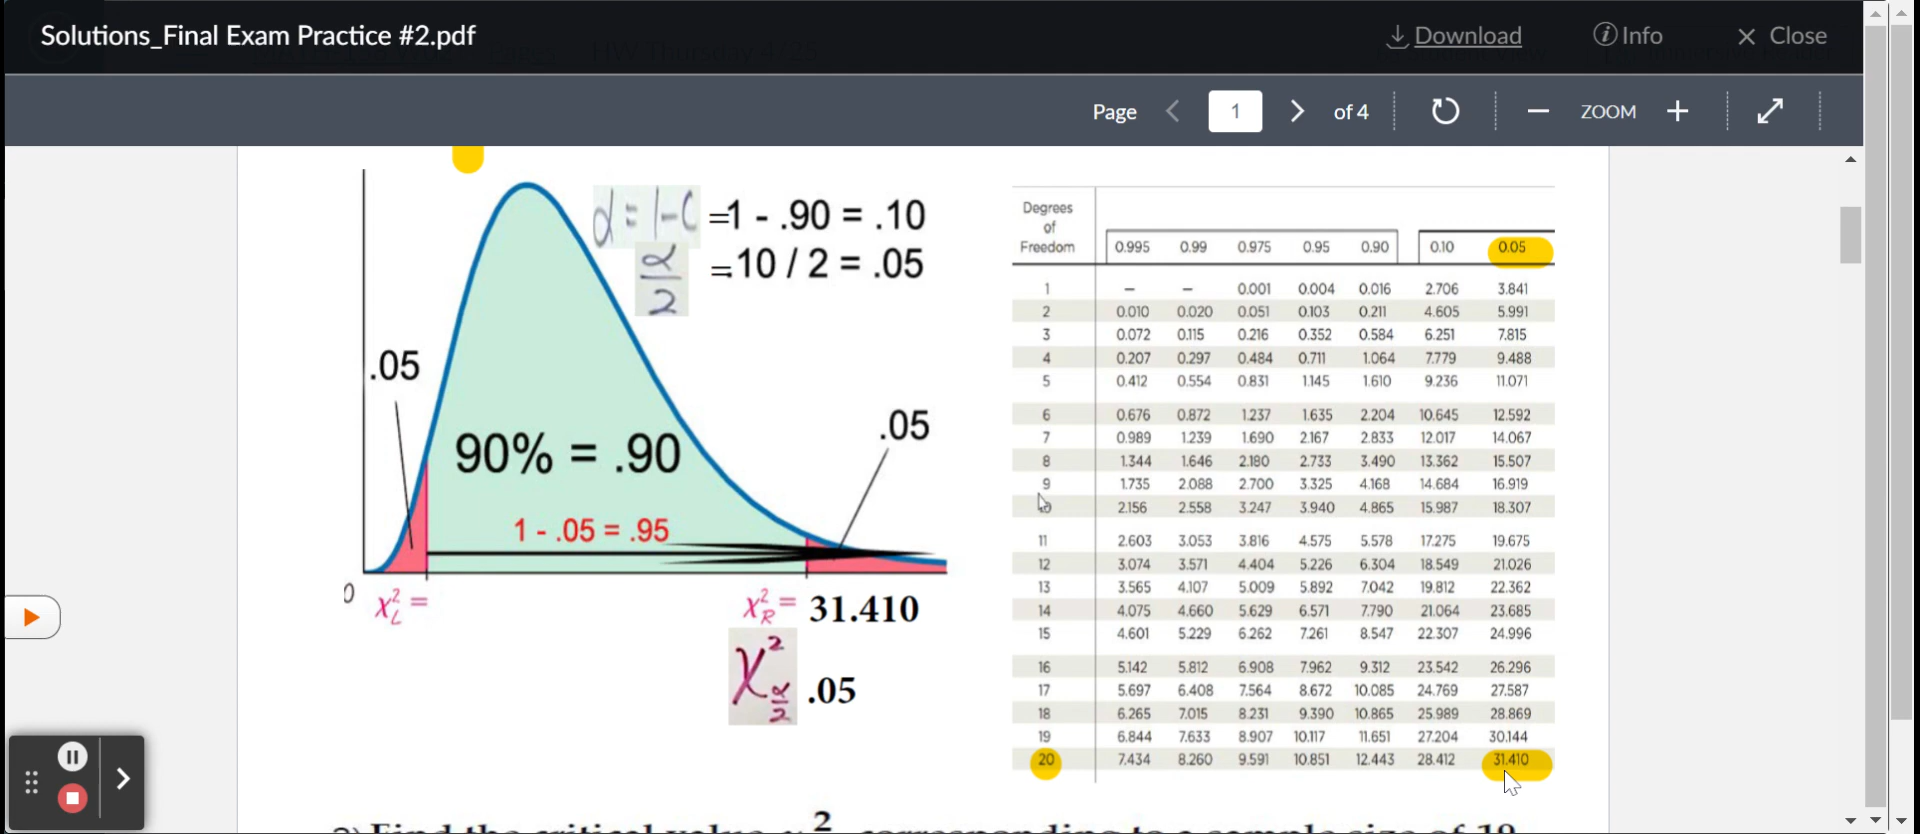 Solutions_Final Exam Practice #2.pdf
Download
Info
Close
Page 1 of 4
ZOOM
α = 1-C =1 - .90 = .10
α/2 =.10 / 2 = .05
.05
.05
90% = .90
1 - .05 = .95
0
χ²L =
χ²R = 31.410
χ²α/2 .05
Degrees
of
Freedom 0.995 0.99 0.975 0.95 0.90 0.10 0.05
1 – – 0.001 0.004 0.016 2.706 3.841
2 0.010 0.020 0.051 0.103 0.211 4.605 5.991
3 0.072 0.115 0.216 0.352 0.584 6.251 7.815
4 0.207 0.297 0.484 0.711 1.064 7.779 9.488
5 0.412 0.554 0.831 1.145 1.610 9.236 11.071
6 0.676 0.872 1.237 1.635 2.204 10.645 12.592
7 0.989 1.239 1.690 2.167 2.833 12.017 14.067
8 1.344 1.646 2.180 2.733 3.490 13.362 15.507
9 1.735 2.088 2.700 3.325 4.168 14.684 16.919
10 2.156 2.558 3.247 3.940 4.865 15.987 18.307
11 2.603 3.053 3.816 4.575 5.578 17.275 19.675
12 3.074 3.571 4.404 5.226 6.304 18.549 21.026
13 3.565 4.107 5.009 5.892 7.042 19.812 22.362
14 4.075 4.660 5.629 6.571 7.790 21.064 23.685
15 4.601 5.229 6.262 7.261 8.547 22.307 24.996
16 5.142 5.812 6.908 7.962 9.312 23.542 26.296
17 5.697 6.408 7.564 8.672 10.085 24.769 27.587
18 6.265 7.015 8.231 9.390 10.865 25.989 28.869
19 6.844 7.633 8.907 10.117 11.651 27.204 30.144
20 7.434 8.260 9.591 10.851 12.443 28.412 31.410
Find the critical value 2 corresponding to a sample size of